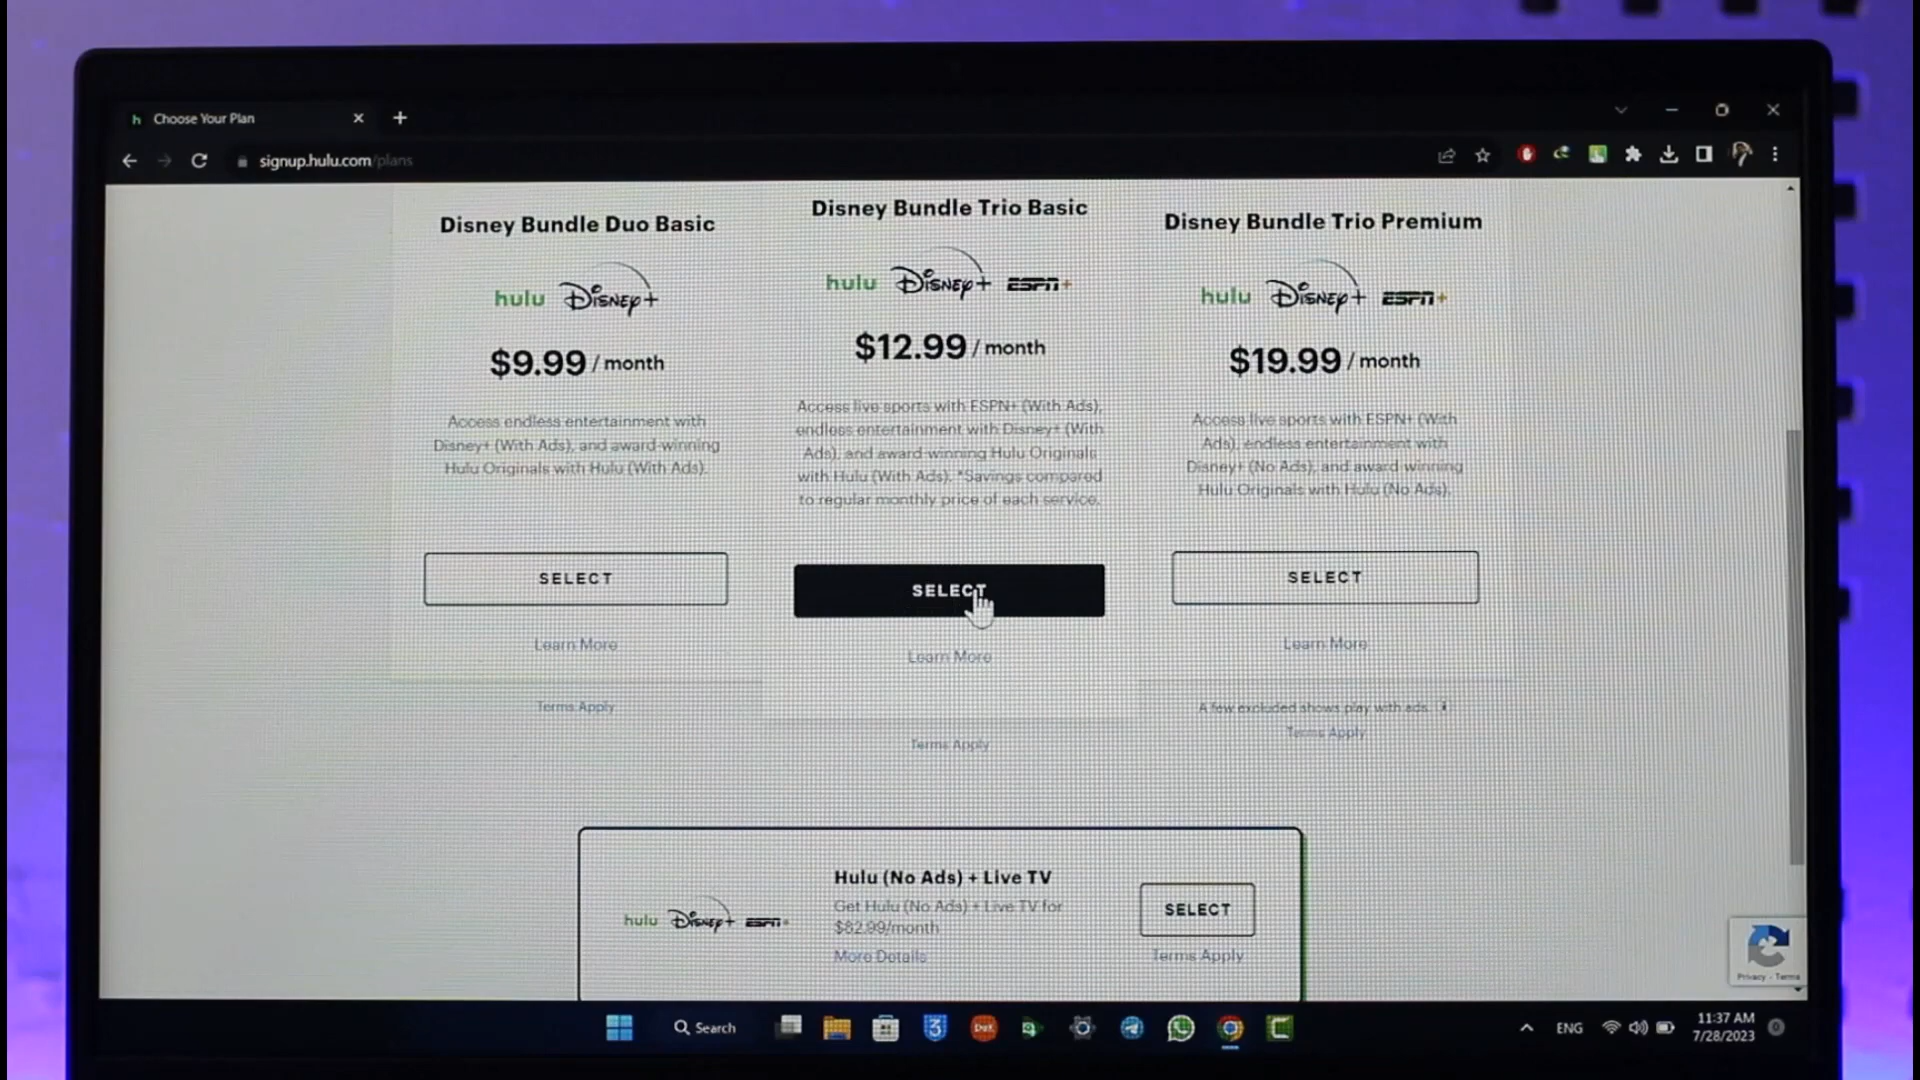 Choose Your Plan
signup.hulu.com/plans
Disney Bundle Duo Basic
hulu Disney+
$9.99 / month
Access endless entertainment with
Disney+ (With Ads), and award-winning
Hulu Originals with Hulu (With Ads).
SELECT
Learn More
Terms Apply
Disney Bundle Trio Basic
hulu Disney+ ESPN+
$12.99 / month
Access live sports with ESPN+ (With Ads),
endless entertainment with Disney+ (With
Ads), and award-winning Hulu Originals
with Hulu (With Ads). *Savings compared
to regular monthly price of each service.
SELECT
Learn More
Terms Apply
Disney Bundle Trio Premium
hulu Disney+ ESPN+
$19.99 / month
Access live sports with ESPN+ (With
Ads), endless entertainment with
Disney+ (No Ads), and award winning
Hulu Originals with Hulu (No Ads).
SELECT
Learn More
A few excluded shows play with ads.
Terms Apply
hulu Disney+ ESPN+
Hulu (No Ads) + Live TV
Get Hulu (No Ads) + Live TV for
$82.99/month
More Details
SELECT
Terms Apply
Privacy - Terms
Search
ENG
11:37 AM
7/28/2023